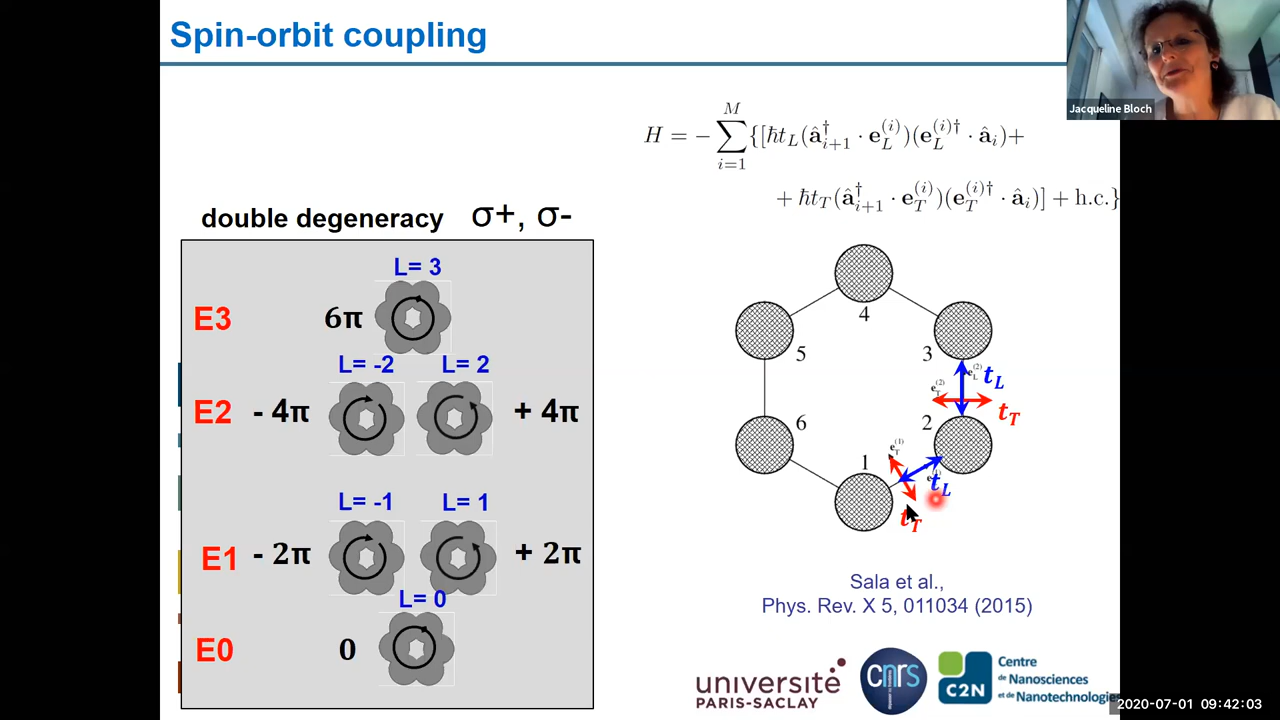 Spin-orbit coupling
Jacqueline Bloch
H = − ∑_{i=1}^{M} {[ħt_L(â†_{i+1} · e_L^{(i)})(e_L^{(i)†} · â_i)+
+ ħt_T(â†_{i+1} · e_T^{(i)})(e_T^{(i)†} · â_i)] + h.c.}
double degeneracy σ+, σ-
L= 3
E3 6π
L= -2 L= 2
E2 - 4π + 4π
L= -1 L= 1
E1 - 2π + 2π
L= 0
E0 0
4
5 3
e_L^{(2)} t_L
e_T^{(2)}
t_T
6 2
1 e_T^{(1)}
t_L
t_T
Sala et al.,
Phys. Rev. X 5, 011034 (2015)
université
PARIS-SACLAY
cnrs
C2N
Centre
de Nanosciences
et de Nanotechnologies
2020-07-01 09:42:03